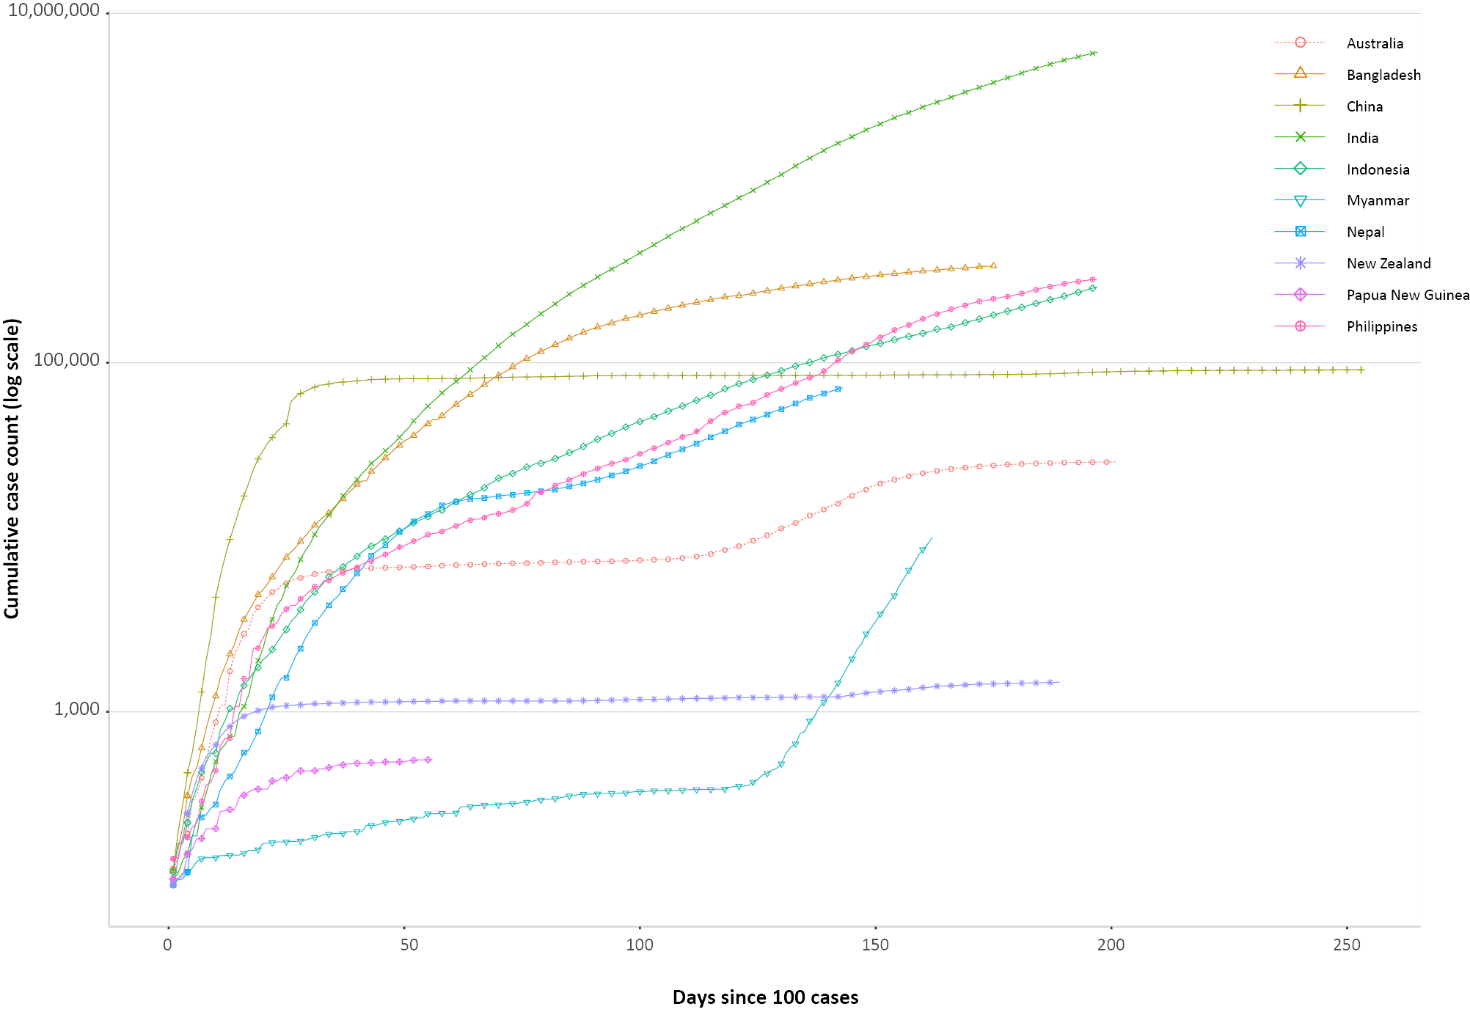 10,000,000
100,000
1,000
Cumulative case count (log scale)
0
50
100
150
200
250
Days since 100 cases
Australia
Bangladesh
China
India
Indonesia
Myanmar
Nepal
New Zealand
Papua New Guinea
Philippines